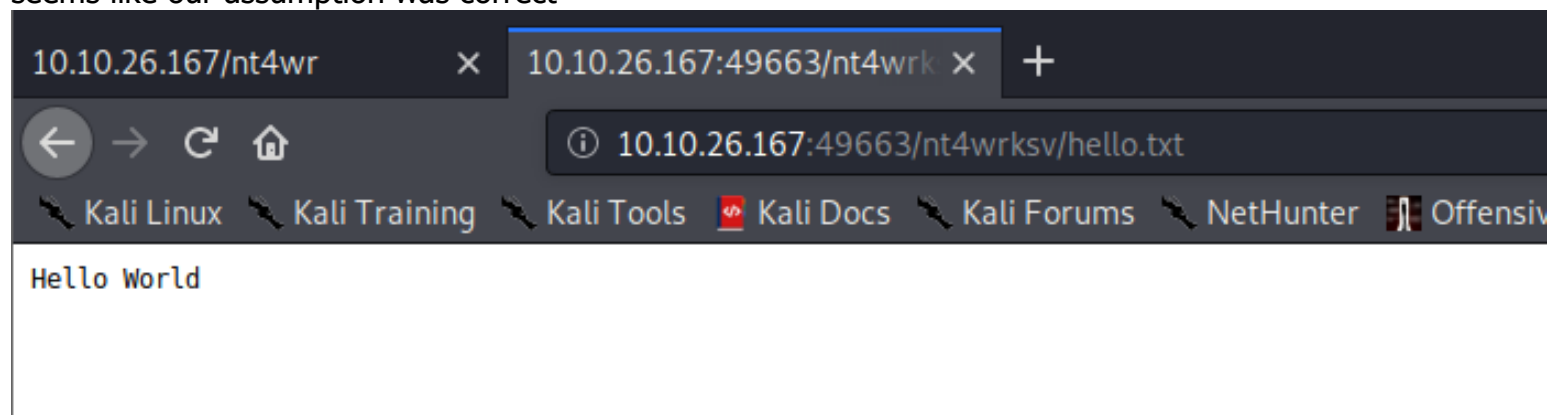 seems like our assumption was correct
10.10.26.167/nt4wr 10.10.26.167:49663/nt4wrk
10.10.26.167:49663/nt4wrksv/hello.txt
Kali Linux Kali Training Kali Tools Kali Docs Kali Forums NetHunter Offensiv
Hello World